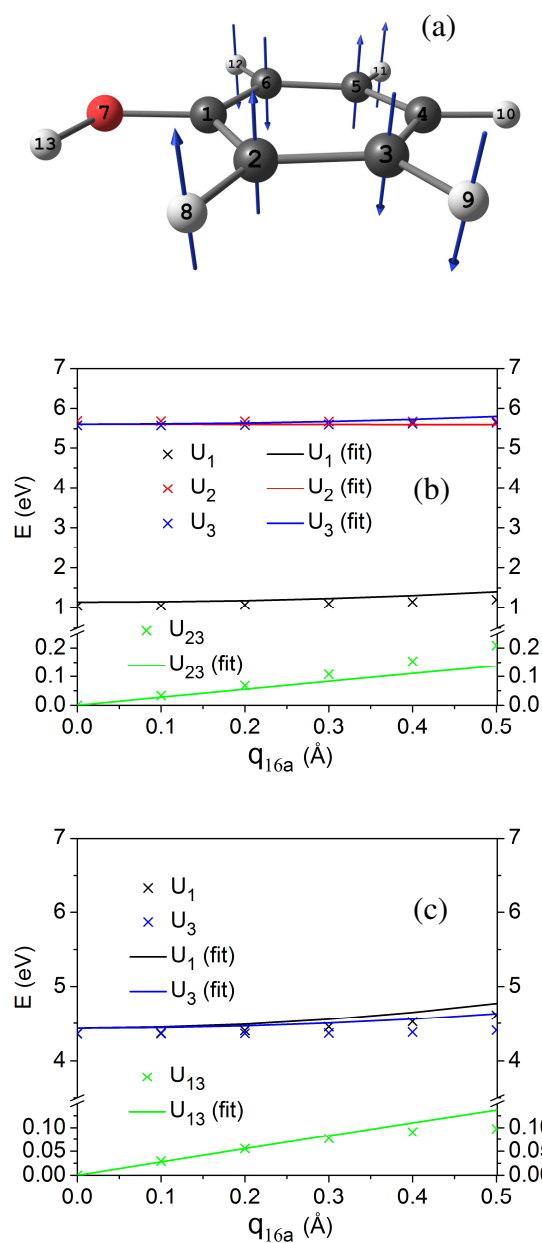 (a)
12
6
5
11
7
1
4
10
13
2
3
8
9
7 7
6 6
5 5
4 4
3 3
2 2
1 1
0.2 0.2
0.1 0.1
0.0 0.0
E (eV)
U1 U1 (fit)
U2 U2 (fit)
U3 U3 (fit)
(b)
U23
U23 (fit)
0.0 0.1 0.2 0.3 0.4 0.5
q16a (Å)
7 7
6 6
5 5
4 4
0.10 0.10
0.05 0.05
0.00 0.00
E (eV)
U1
U3
U1 (fit)
U3 (fit)
(c)
U13
U13 (fit)
0.0 0.1 0.2 0.3 0.4 0.5
q16a (Å)